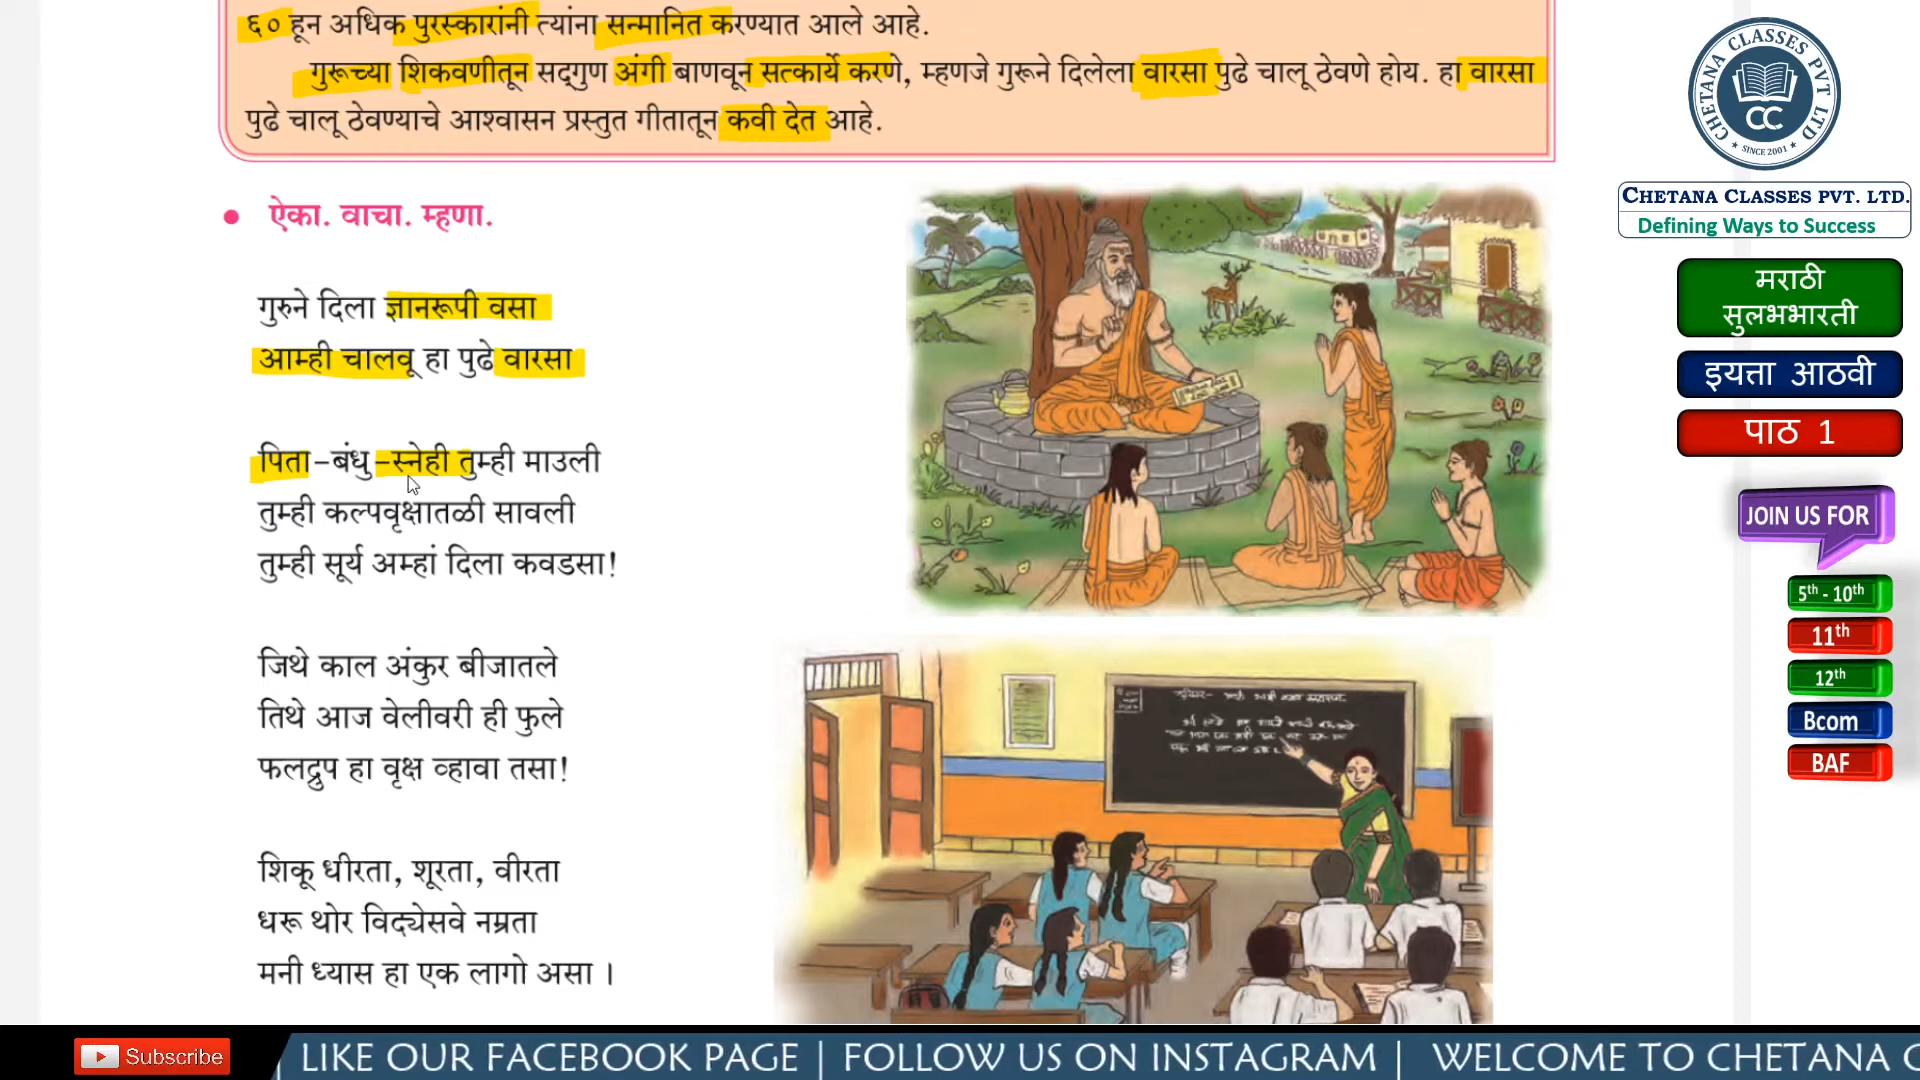 ६० हून अधिक पुरस्कारांनी त्यांना सन्मानित करण्यात आले आहे.
गुरूच्या शिकवणीतून सद्‌गुण अंगी बाणवून सत्कार्ये करणे, म्हणजे गुरूने दिलेला वारसा पुढे चालू ठेवणे होय. हा वारसा
पुढे चालू ठेवण्याचे आश्वासन प्रस्तुत गीतातून कवी देत आहे.
● ऐका. वाचा. म्हणा.
गुरुने दिला ज्ञानरूपी वसा
आम्ही चालवू हा पुढे वारसा
पिता-बंधु-स्नेही तुम्ही माउली
तुम्ही कल्पवृक्षातळी सावली
तुम्ही सूर्य अम्हां दिला कवडसा!
जिथे काल अंकुर बीजातले
तिथे आज वेलीवरी ही फुले
फलद्रुप हा वृक्ष व्हावा तसा!
शिकू धीरता, शूरता, वीरता
धरू थोर विद्येसवे नम्रता
मनी ध्यास हा एक लागो असा ।
CHETANA CLASSES PVT LTD
CC
★ SINCE 2001 ★
CHETANA CLASSES PVT. LTD.
Defining Ways to Success
मराठी
सुलभभारती
इयत्ता आठवी
पाठ 1
JOIN US FOR
5th - 10th
11th
12th
Bcom
BAF
Subscribe
| LIKE OUR FACEBOOK PAGE | FOLLOW US ON INSTAGRAM | WELCOME TO CHETANA C